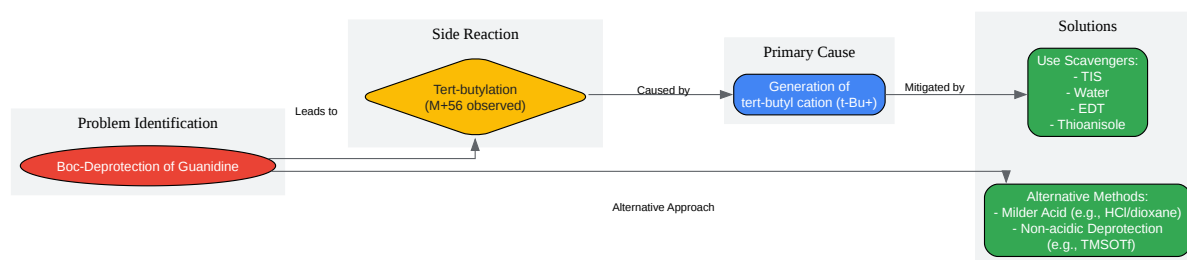 Problem Identification
Boc-Deprotection of Guanidine
Leads to
Side Reaction
Tert-butylation
(M+56 observed)
Caused by
Primary Cause
Generation of
tert-butyl cation (t-Bu+)
Mitigated by
Solutions
Use Scavengers:
- TIS
- Water
- EDT
- Thioanisole
Alternative Approach
Alternative Methods:
- Milder Acid (e.g., HCl/dioxane)
- Non-acidic Deprotection
(e.g., TMSOTf)